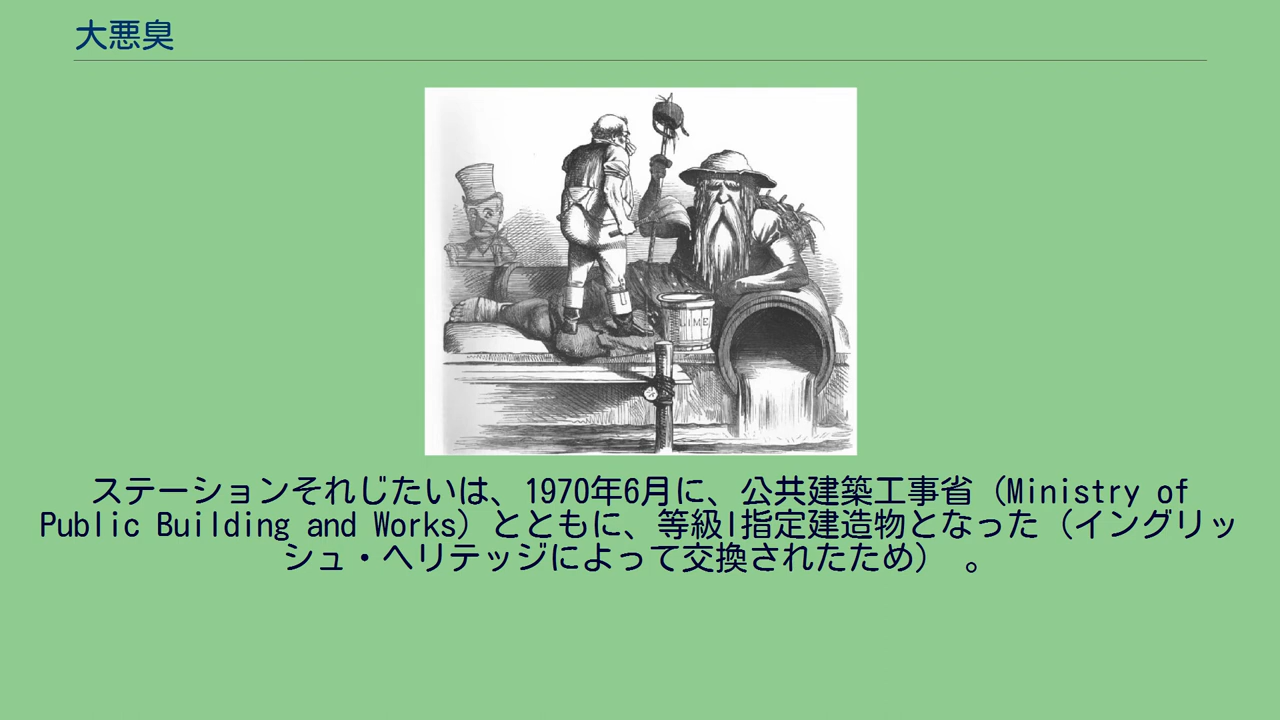 大悪臭
LIME
ステーションそれじたいは、1970年6月に、公共建築工事省（Ministry of
Public Building and Works）とともに、等級I指定建造物となった（イングリッ
シュ・ヘリテッジによって交換されたため） 。